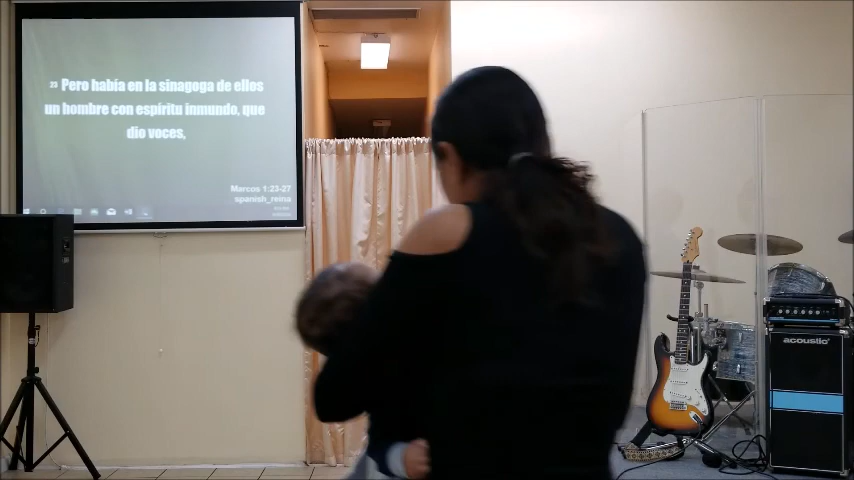 23 Pero había en la sinagoga de ellos
un hombre con espíritu inmundo, que
dio voces,
Marcos 1:23-27
spanish_reina
acoustic